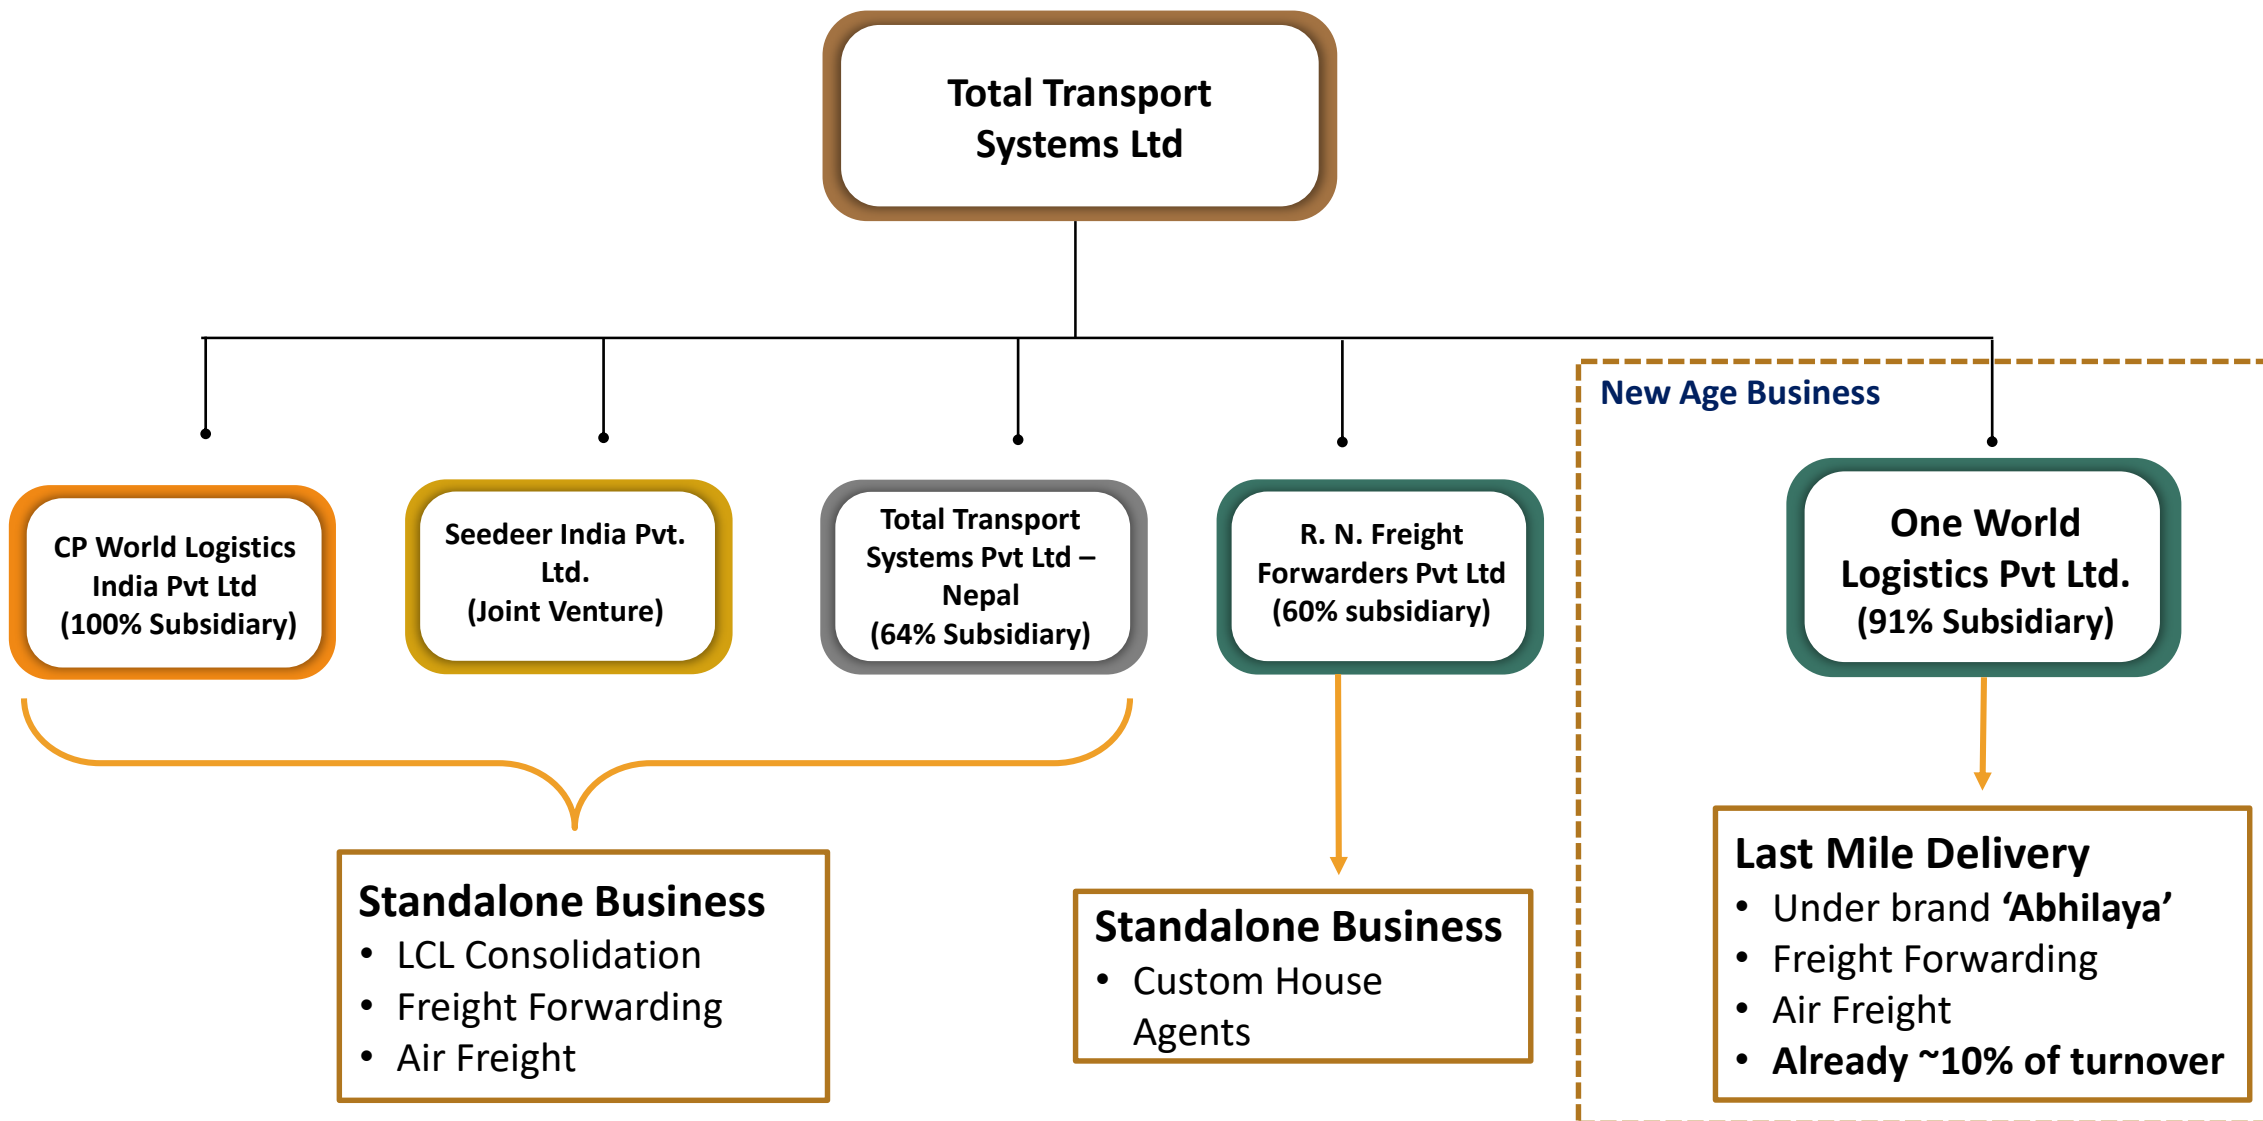 Total Transport
Systems Ltd
New Age Business
CP World Logistics
India Pvt Ltd
(100% Subsidiary)
Seedeer India Pvt.
Ltd.
(Joint Venture)
Total Transport
Systems Pvt Ltd –
Nepal
(64% Subsidiary)
R. N. Freight
Forwarders Pvt Ltd
(60% subsidiary)
One World
Logistics Pvt Ltd.
(91% Subsidiary)
Standalone Business
• LCL Consolidation
• Freight Forwarding
• Air Freight
Standalone Business
• Custom House
Agents
Last Mile Delivery
• Under brand ‘Abhilaya’
• Freight Forwarding
• Air Freight
• Already ~10% of turnover